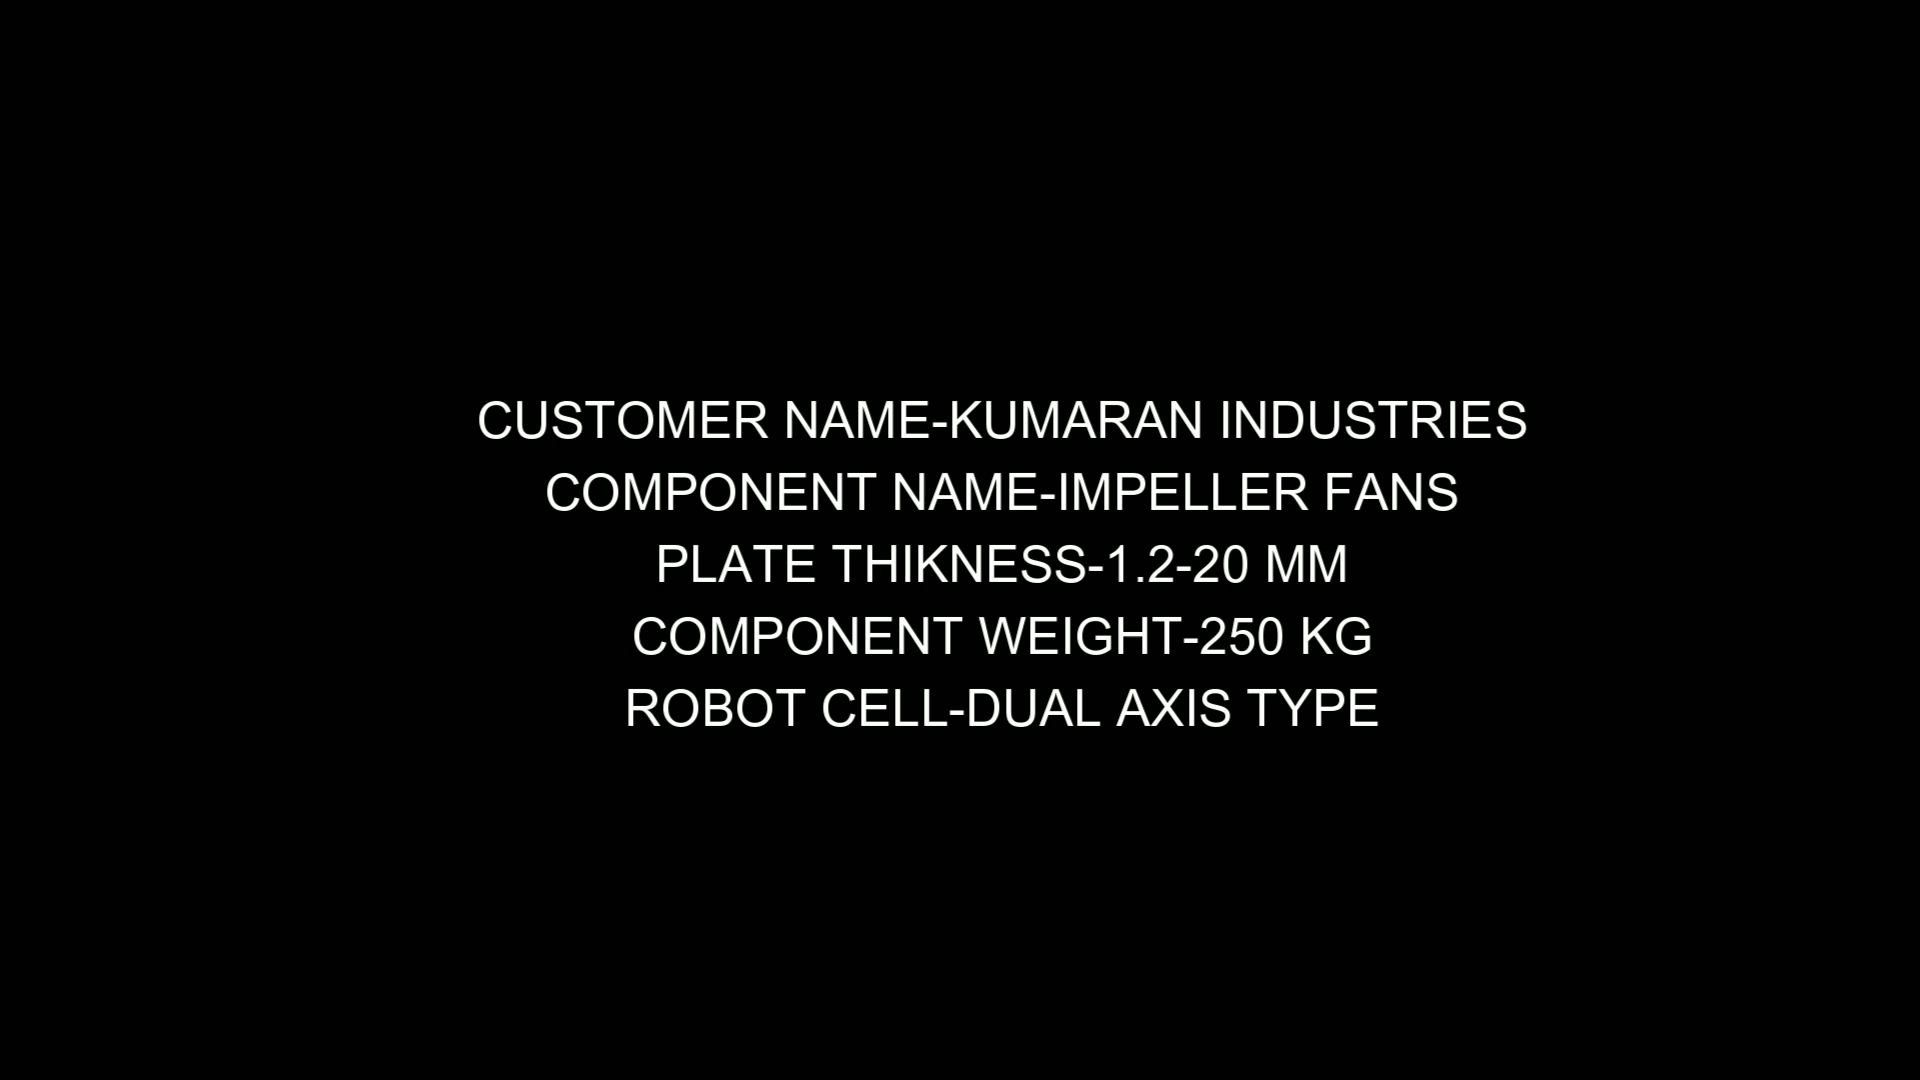 CUSTOMER NAME-KUMARAN INDUSTRIES
COMPONENT NAME-IMPELLER FANS
PLATE THIKNESS-1.2-20 MM
COMPONENT WEIGHT-250 KG
ROBOT CELL-DUAL AXIS TYPE